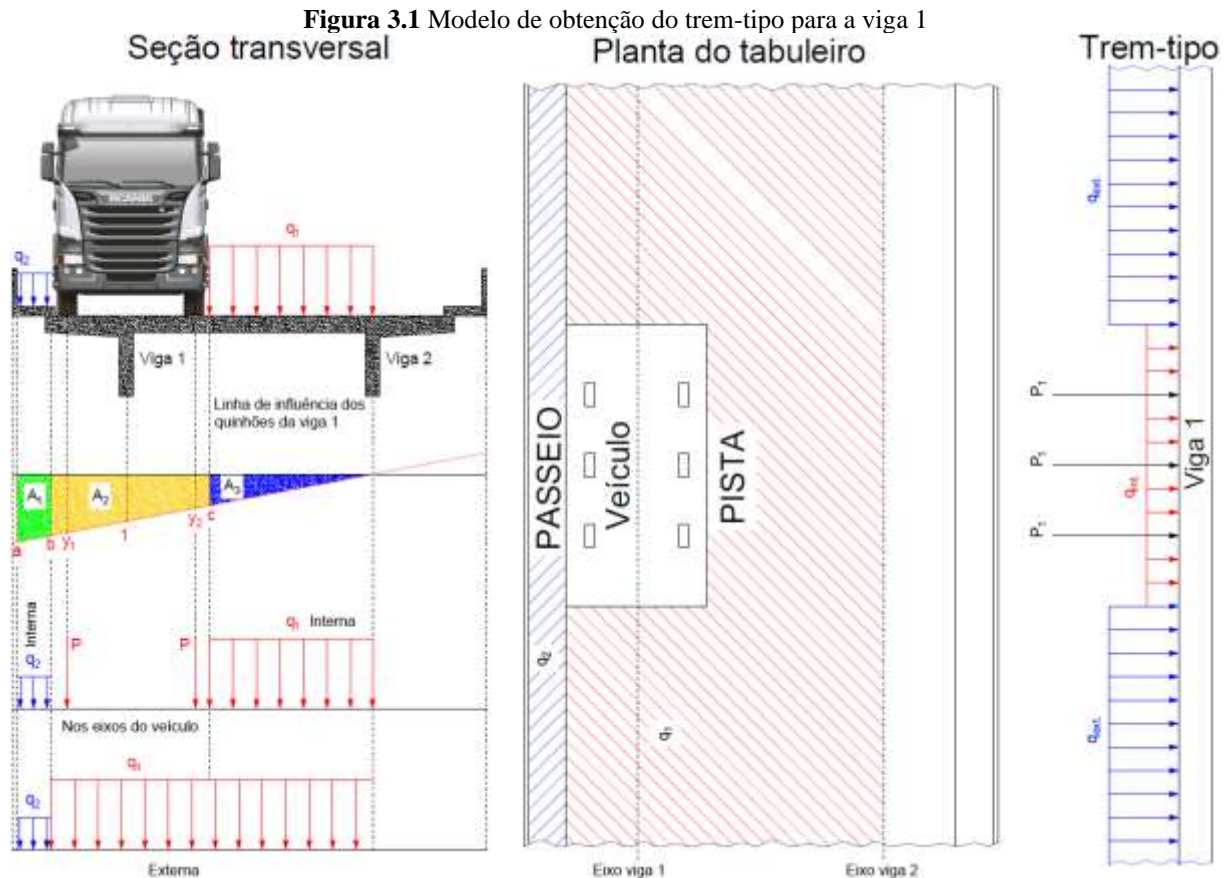 Figura 3.1 Modelo de obtenção do trem-tipo para a viga 1
Seção transversal
Planta do tabuleiro
Trem-tipo
SCANIA
q₂
q₁
Viga 1
Viga 2
Linha de influência dos
quinhões da viga 1
A₁
A₂
A₃
a
b
y₁
1
y₂
c
Interna
q₂
P
P
q₁ Interna
Nos eixos do veículo
q₂
q₁
Externa
PASSEIO
Veículo
PISTA
q₂
q₁
Eixo viga 1
Eixo viga 2
qext.
P₁
P₁
P₁
qint.
Viga 1
qext.